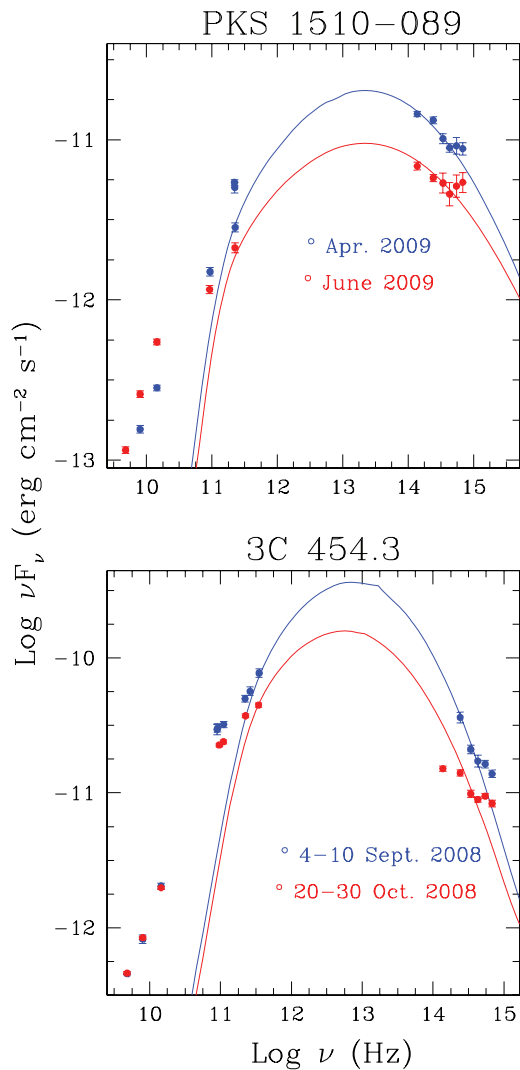 PKS 1510−089
−11
−12
−13
Apr. 2009
June 2009
10 11 12 13 14 15
Log νFν (erg cm⁻² s⁻¹)
3C 454.3
−10
−11
−12
4−10 Sept. 2008
20−30 Oct. 2008
10 11 12 13 14 15
Log ν (Hz)